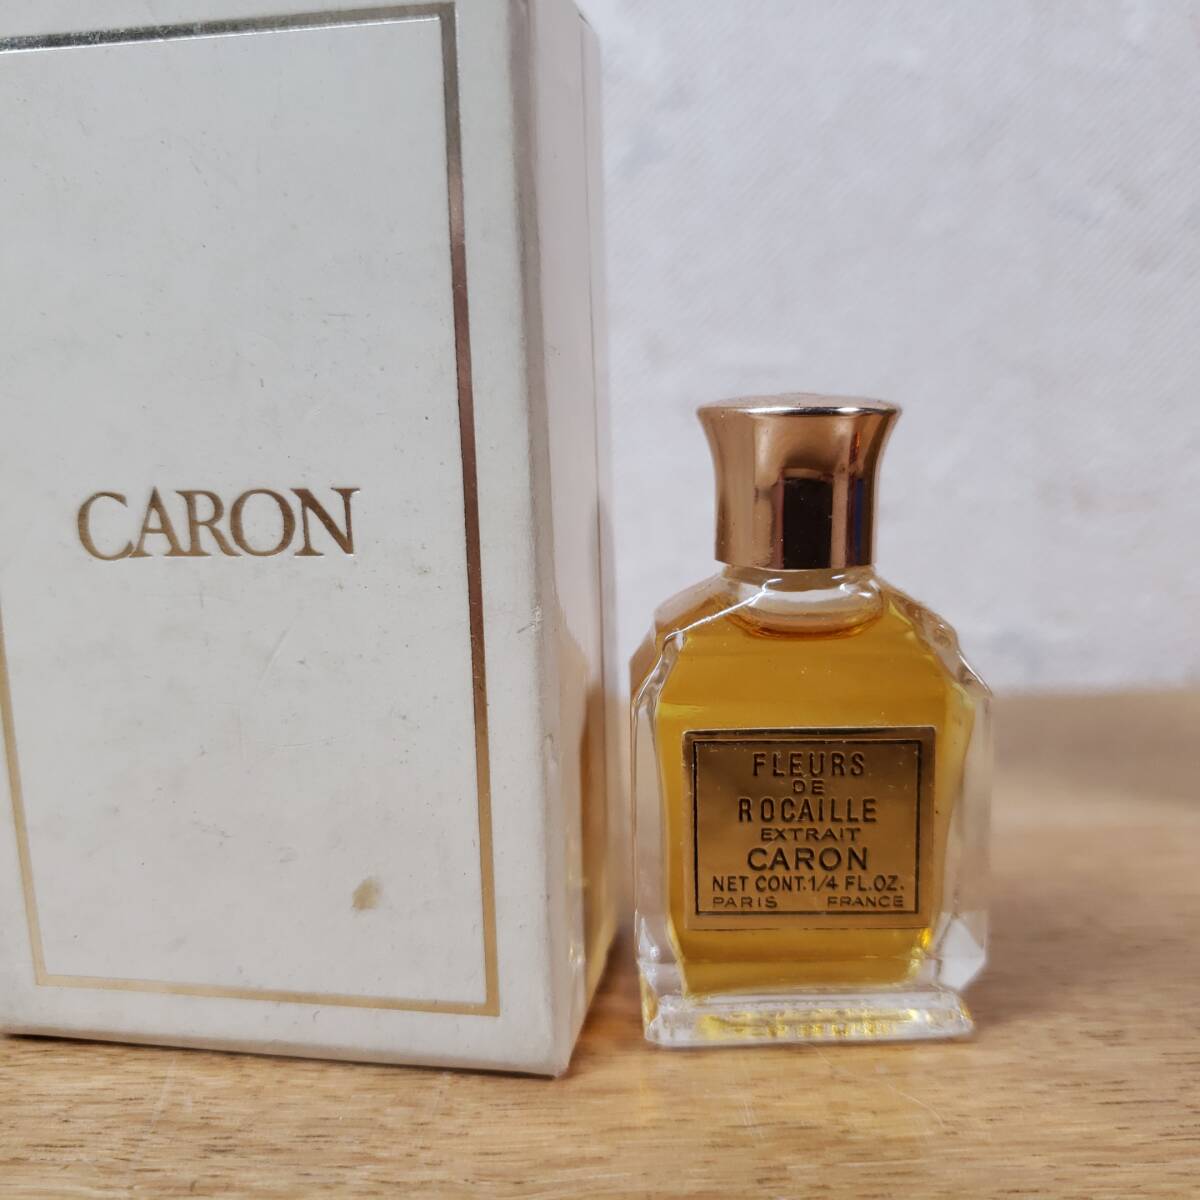 CARON
FLEURS
DE
ROCAILLE
EXTRAIT
CARON
NET CONT.1/4 FL.OZ.
PARIS FRANCE